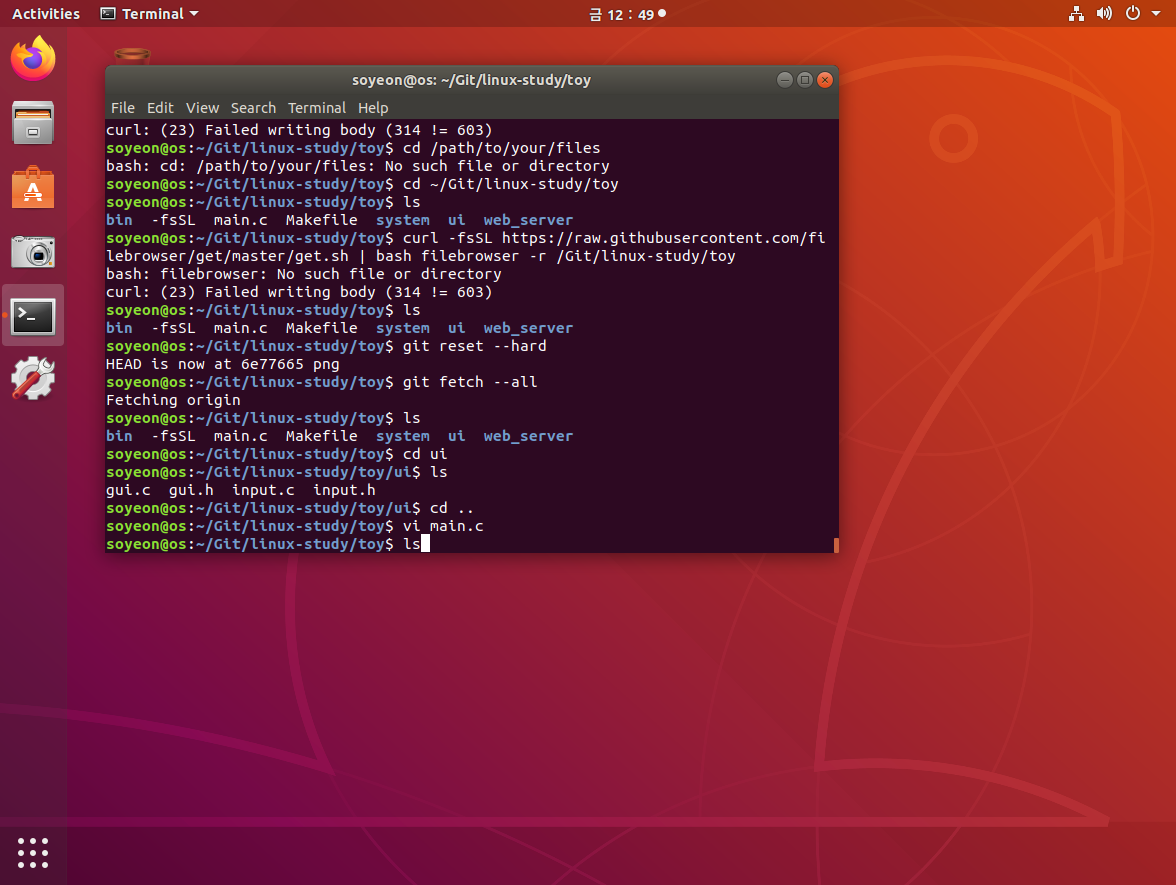 Activities
Terminal
금 12 : 49
soyeon@os: ~/Git/linux-study/toy
File Edit View Search Terminal Help
curl: (23) Failed writing body (314 != 603)
soyeon@os:~/Git/linux-study/toy$ cd /path/to/your/files
bash: cd: /path/to/your/files: No such file or directory
soyeon@os:~/Git/linux-study/toy$ cd ~/Git/linux-study/toy
soyeon@os:~/Git/linux-study/toy$ ls
bin -fsSL main.c Makefile system ui web_server
soyeon@os:~/Git/linux-study/toy$ curl -fsSL https://raw.githubusercontent.com/fi
lebrowser/get/master/get.sh | bash filebrowser -r /Git/linux-study/toy
bash: filebrowser: No such file or directory
curl: (23) Failed writing body (314 != 603)
soyeon@os:~/Git/linux-study/toy$ ls
bin -fsSL main.c Makefile system ui web_server
soyeon@os:~/Git/linux-study/toy$ git reset --hard
HEAD is now at 6e77665 png
soyeon@os:~/Git/linux-study/toy$ git fetch --all
Fetching origin
soyeon@os:~/Git/linux-study/toy$ ls
bin -fsSL main.c Makefile system ui web_server
soyeon@os:~/Git/linux-study/toy$ cd ui
soyeon@os:~/Git/linux-study/toy/ui$ ls
gui.c gui.h input.c input.h
soyeon@os:~/Git/linux-study/toy/ui$ cd ..
soyeon@os:~/Git/linux-study/toy$ vi main.c
soyeon@os:~/Git/linux-study/toy$ ls